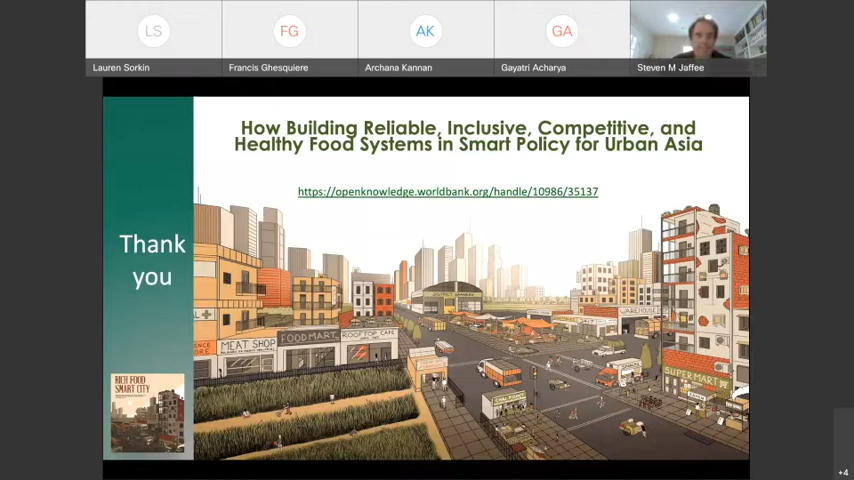 LS
FG
AK
GA
Lauren Sorkin
Francis Ghesquiere
Archana Kannan
Gayatri Acharya
Steven M Jaffee
How Building Reliable, Inclusive, Competitive, and
Healthy Food Systems in Smart Policy for Urban Asia
https://openknowledge.worldbank.org/handle/10986/35137
Thank
you
MEAT SHOP
FOOD MART
ROOFTOP CAFE
WAREHOUSE
SUPER MARKET
RICH FOOD
SMART CITY
+4